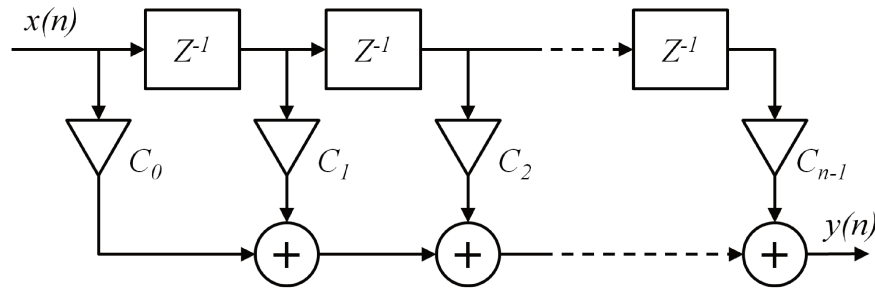 x(n)
Z⁻¹ Z⁻¹ Z⁻¹
C₀ C₁ C₂ Cₙ₋₁
+ + +
y(n)